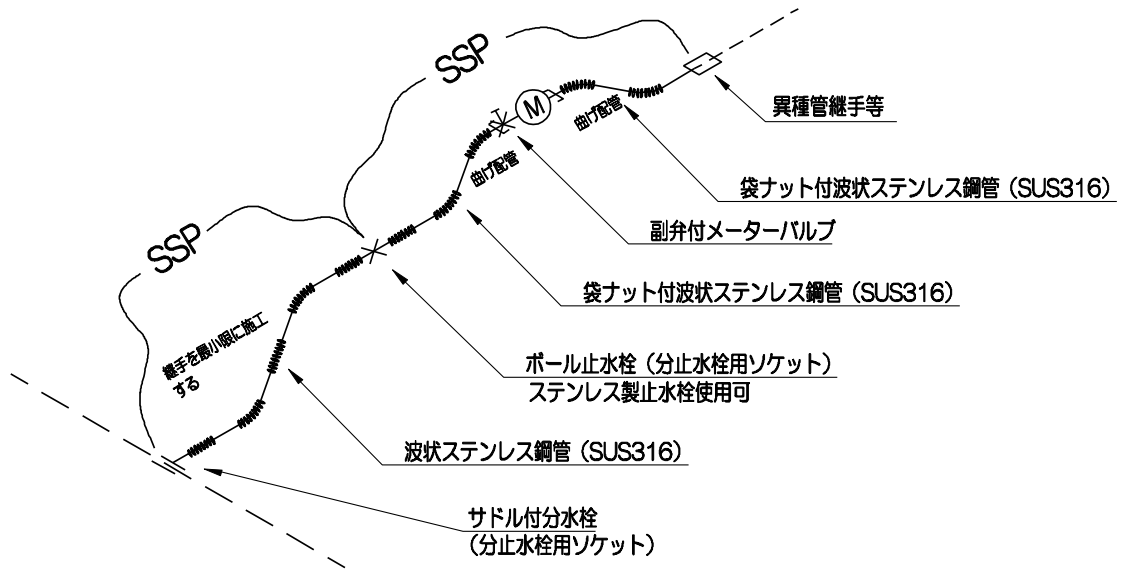 SSP
M
異種管継手等
曲げ配管
曲げ配管
袋ナット付波状ステンレス鋼管（SUS316）
副弁付メーターバルブ
SSP
袋ナット付波状ステンレス鋼管（SUS316）
継手を最小限に施工
する
ボール止水栓（分止水栓用ソケット）
ステンレス製止水栓使用可
波状ステンレス鋼管（SUS316）
サドル付分水栓
（分止水栓用ソケット）